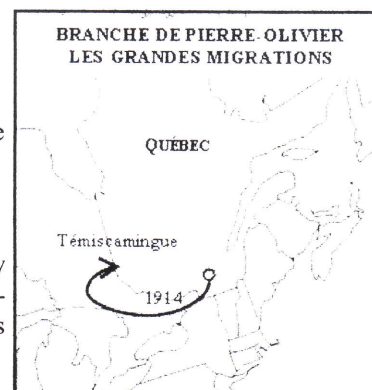 BRANCHE DE PIERRE-OLIVIER
LES GRANDES MIGRATIONS
e
QUÉBEC
Témiscamingue
y
1914
-
s